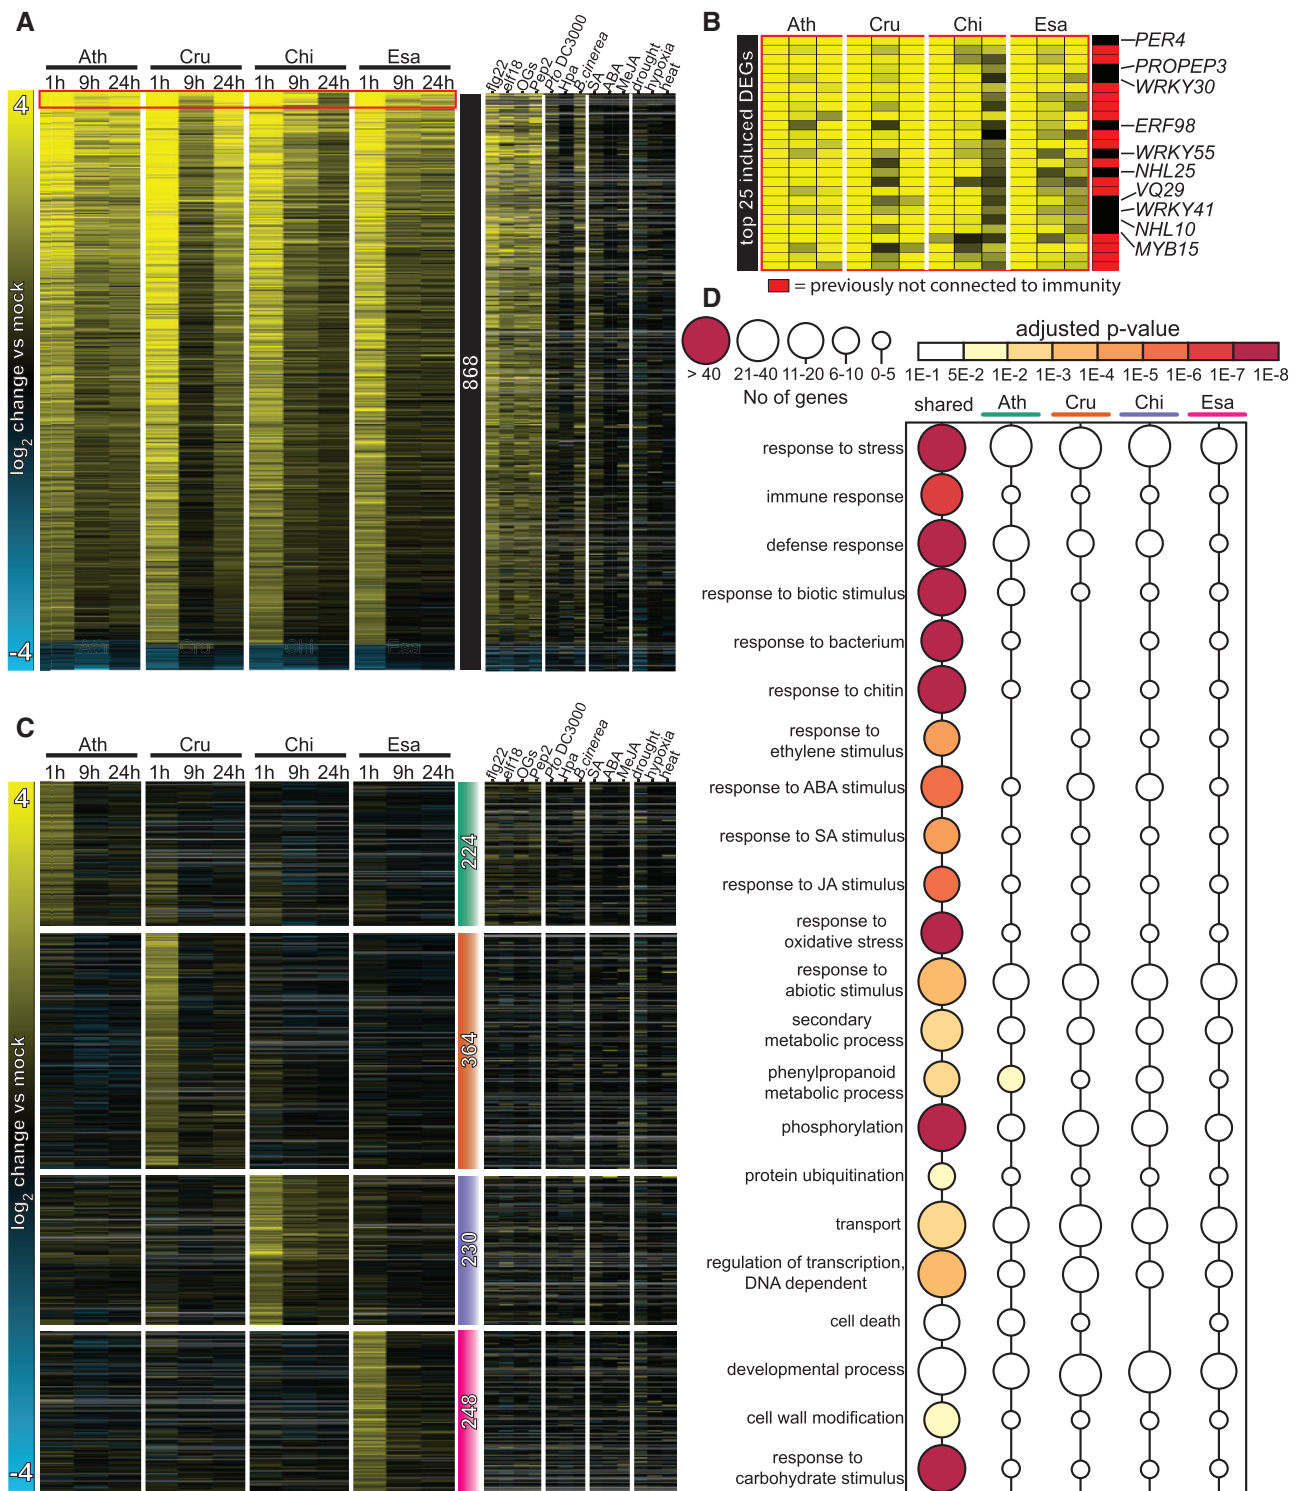 A
Ath Cru Chi Esa
1h 9h 24h 1h 9h 24h 1h 9h 24h 1h 9h 24h
flg22 elf18 OGs Pep2 Pto DC3000 Hpa B.cinerea SA ABA MeJA drought hypoxia heat
4
log2 change vs mock
-4
868
Ath Cru Chi Esa
B
Ath Cru Chi Esa
top 25 induced DEGs
PER4
PROPEP3
WRKY30
ERF98
WRKY55
NHL25
VQ29
WRKY41
NHL10
MYB15
= previously not connected to immunity
C
Ath Cru Chi Esa
1h 9h 24h 1h 9h 24h 1h 9h 24h 1h 9h 24h
flg22 elf18 OGs Pep2 Pto DC3000 Hpa B.cinerea SA ABA MeJA drought hypoxia heat
4
log2 change vs mock
-4
224
364
230
248
D
> 40 21-40 11-20 6-10 0-5
No of genes
adjusted p-value
1E-1 5E-2 1E-2 1E-3 1E-4 1E-5 1E-6 1E-7 1E-8
shared Ath Cru Chi Esa
response to stress
immune response
defense response
response to biotic stimulus
response to bacterium
response to chitin
response to
ethylene stimulus
response to ABA stimulus
response to SA stimulus
response to JA stimulus
response to
oxidative stress
response to
abiotic stimulus
secondary
metabolic process
phenylpropanoid
metabolic process
phosphorylation
protein ubiquitination
transport
regulation of transcription,
DNA dependent
cell death
developmental process
cell wall modification
response to
carbohydrate stimulus